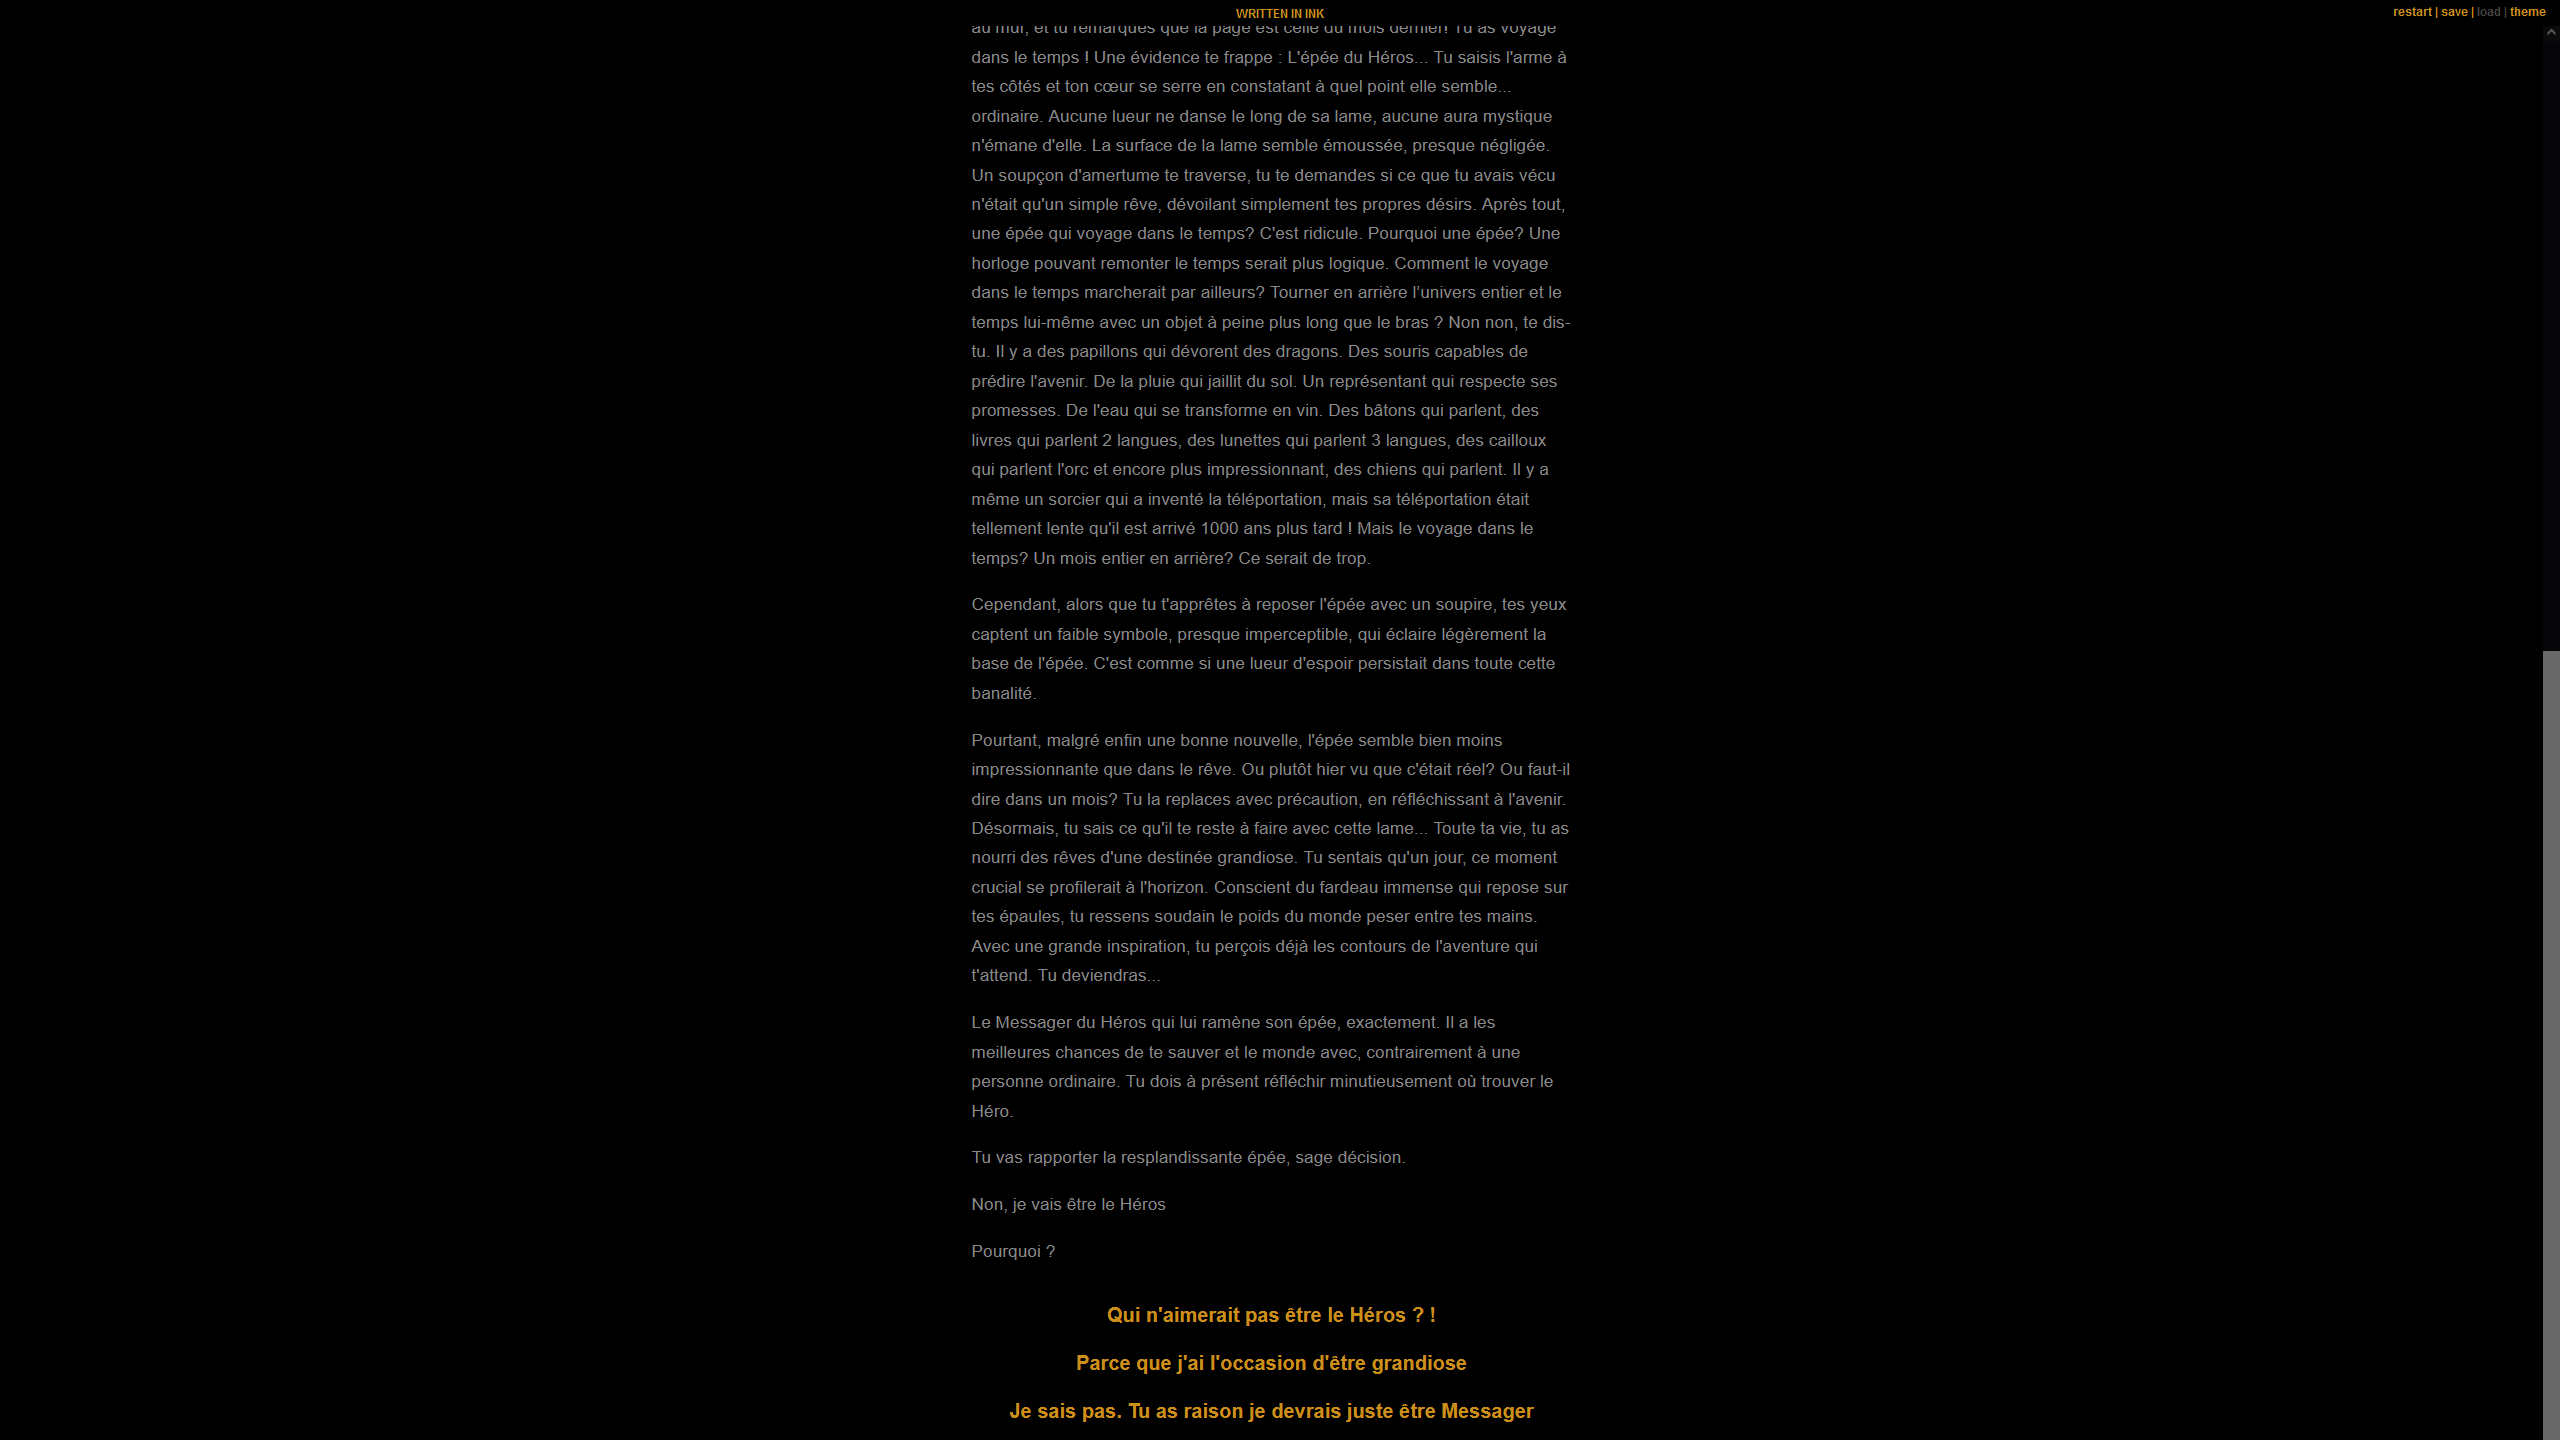 WRITTEN IN INK
restart | save | load | theme
au mur, et tu remarques que la page est celle du mois dernier! Tu as voyagé
dans le temps ! Une évidence te frappe : L'épée du Héros... Tu saisis l'arme à
tes côtés et ton cœur se serre en constatant à quel point elle semble...
ordinaire. Aucune lueur ne danse le long de sa lame, aucune aura mystique
n'émane d'elle. La surface de la lame semble émoussée, presque négligée.
Un soupçon d'amertume te traverse, tu te demandes si ce que tu avais vécu
n'était qu'un simple rêve, dévoilant simplement tes propres désirs. Après tout,
une épée qui voyage dans le temps? C'est ridicule. Pourquoi une épée? Une
horloge pouvant remonter le temps serait plus logique. Comment le voyage
dans le temps marcherait par ailleurs? Tourner en arrière l’univers entier et le
temps lui-même avec un objet à peine plus long que le bras ? Non non, te dis-
tu. Il y a des papillons qui dévorent des dragons. Des souris capables de
prédire l'avenir. De la pluie qui jaillit du sol. Un représentant qui respecte ses
promesses. De l'eau qui se transforme en vin. Des bâtons qui parlent, des
livres qui parlent 2 langues, des lunettes qui parlent 3 langues, des cailloux
qui parlent l'orc et encore plus impressionnant, des chiens qui parlent. Il y a
même un sorcier qui a inventé la téléportation, mais sa téléportation était
tellement lente qu'il est arrivé 1000 ans plus tard ! Mais le voyage dans le
temps? Un mois entier en arrière? Ce serait de trop.
Cependant, alors que tu t'apprêtes à reposer l'épée avec un soupire, tes yeux
captent un faible symbole, presque imperceptible, qui éclaire légèrement la
base de l'épée. C'est comme si une lueur d'espoir persistait dans toute cette
banalité.
Pourtant, malgré enfin une bonne nouvelle, l'épée semble bien moins
impressionnante que dans le rêve. Ou plutôt hier vu que c'était réel? Ou faut-il
dire dans un mois? Tu la replaces avec précaution, en réfléchissant à l'avenir.
Désormais, tu sais ce qu'il te reste à faire avec cette lame... Toute ta vie, tu as
nourri des rêves d'une destinée grandiose. Tu sentais qu'un jour, ce moment
crucial se profilerait à l'horizon. Conscient du fardeau immense qui repose sur
tes épaules, tu ressens soudain le poids du monde peser entre tes mains.
Avec une grande inspiration, tu perçois déjà les contours de l'aventure qui
t'attend. Tu deviendras...
Le Messager du Héros qui lui ramène son épée, exactement. Il a les
meilleures chances de te sauver et le monde avec, contrairement à une
personne ordinaire. Tu dois à présent réfléchir minutieusement où trouver le
Héro.
Tu vas rapporter la resplandissante épée, sage décision.
Non, je vais être le Héros
Pourquoi ?
Qui n'aimerait pas être le Héros ? !
Parce que j'ai l'occasion d'être grandiose
Je sais pas. Tu as raison je devrais juste être Messager